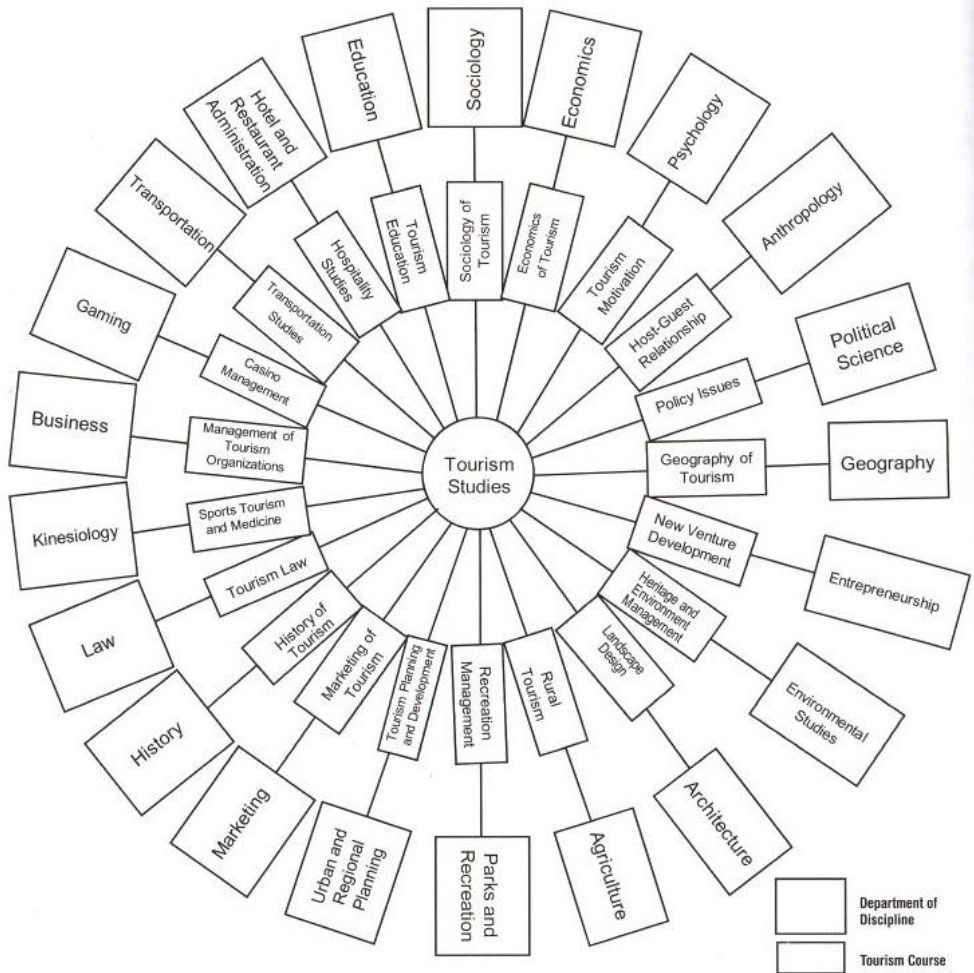 Tourism
Studies
Sociology
Sociology of
Tourism
Economics
Economics
of Tourism
Psychology
Tourism
Motivation
Anthropology
Host-Guest
Relationship
Political
Science
Policy Issues
Geography
Geography of
Tourism
Entrepreneurship
New Venture
Development
Environmental
Studies
Heritage and
Environment
Management
Architecture
Landscape
Design
Agriculture
Rural
Tourism
Parks and
Recreation
Recreation
Management
Urban and
Regional
Planning
Tourism Planning
and Development
Marketing
Marketing of
Tourism
History
History of
Tourism
Law
Tourism Law
Kinesiology
Sports Tourism
and Medicine
Business
Management of
Tourism
Organizations
Gaming
Casino
Management
Transportation
Transportation
Studies
Hotel and
Restaurant
Administration
Hospitality
Studies
Education
Tourism
Education
Department of
Discipline
Tourism Course